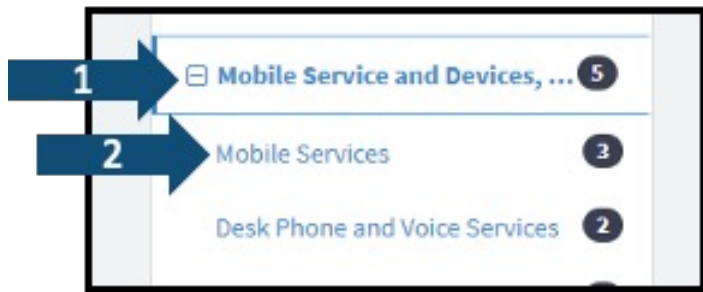 1 Mobile Service and Devices, ... 5
2 Mobile Services 3
Desk Phone and Voice Services 2